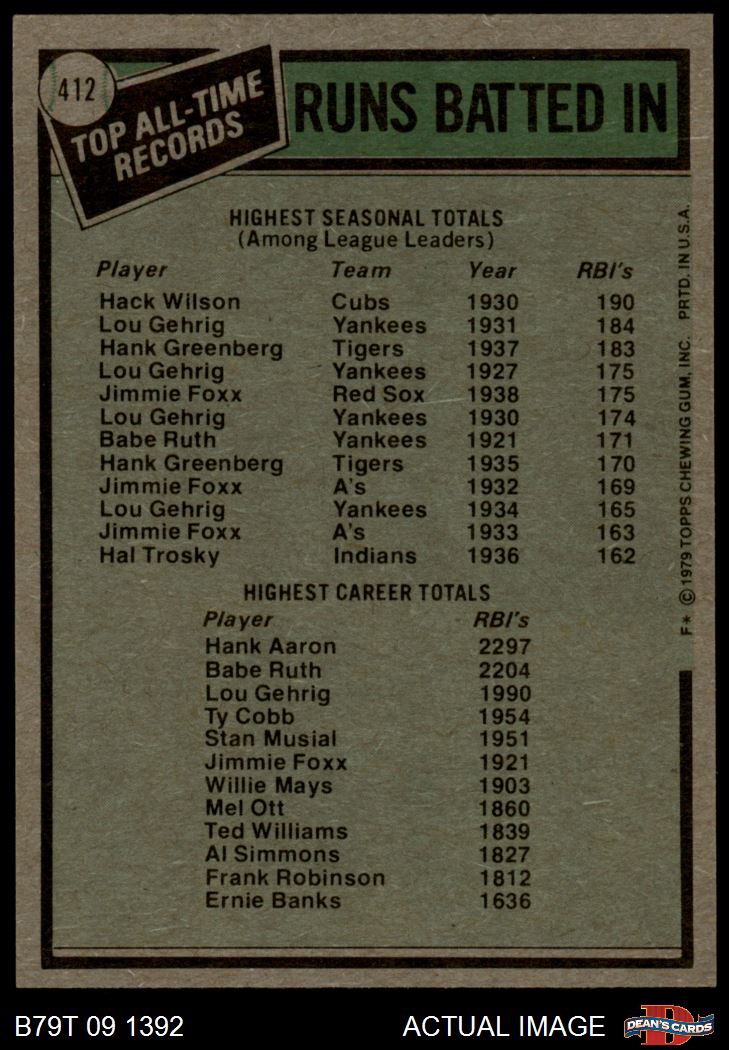 412
TOP ALL-TIME
RECORDS
RUNS BATTED IN
HIGHEST SEASONAL TOTALS
(Among League Leaders)
Player Team Year RBI's
Hack Wilson Cubs 1930 190
Lou Gehrig Yankees 1931 184
Hank Greenberg Tigers 1937 183
Lou Gehrig Yankees 1927 175
Jimmie Foxx Red Sox 1938 175
Lou Gehrig Yankees 1930 174
Babe Ruth Yankees 1921 171
Hank Greenberg Tigers 1935 170
Jimmie Foxx A's 1932 169
Lou Gehrig Yankees 1934 165
Jimmie Foxx A's 1933 163
Hal Trosky Indians 1936 162
HIGHEST CAREER TOTALS
Player RBI's
Hank Aaron 2297
Babe Ruth 2204
Lou Gehrig 1990
Ty Cobb 1954
Stan Musial 1951
Jimmie Foxx 1921
Willie Mays 1903
Mel Ott 1860
Ted Williams 1839
Al Simmons 1827
Frank Robinson 1812
Ernie Banks 1636
F* © 1979 TOPPS CHEWING GUM, INC. PRTD. IN U.S.A.
B79T 09 1392 ACTUAL IMAGE
D
DEAN'S CARDS